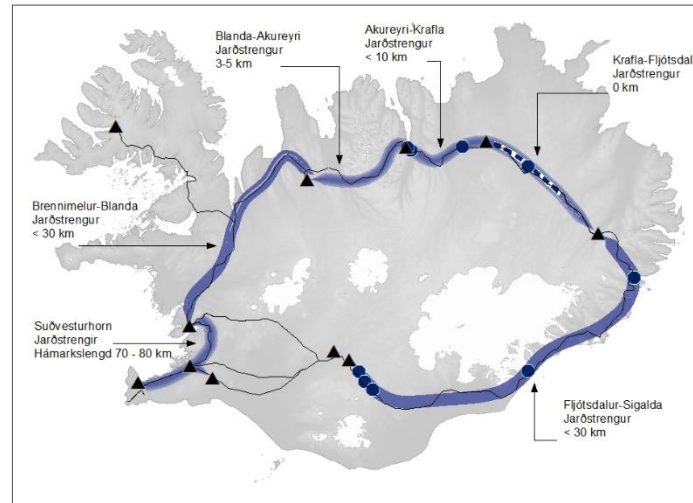 Blanda-Akureyri
Jarðstrengur
3-5 km
Akureyri-Krafla
Jarðstrengur
< 10 km
Krafla-Fljótsdal
Jarðstrengur
0 km
Brennimelur-Blanda
Jarðstrengur
< 30 km
Suðvesturhorn
Jarðstrengir
Hámarkslengd 70 - 80 km
Fljótsdalur-Sigalda
Jarðstrengur
< 30 km